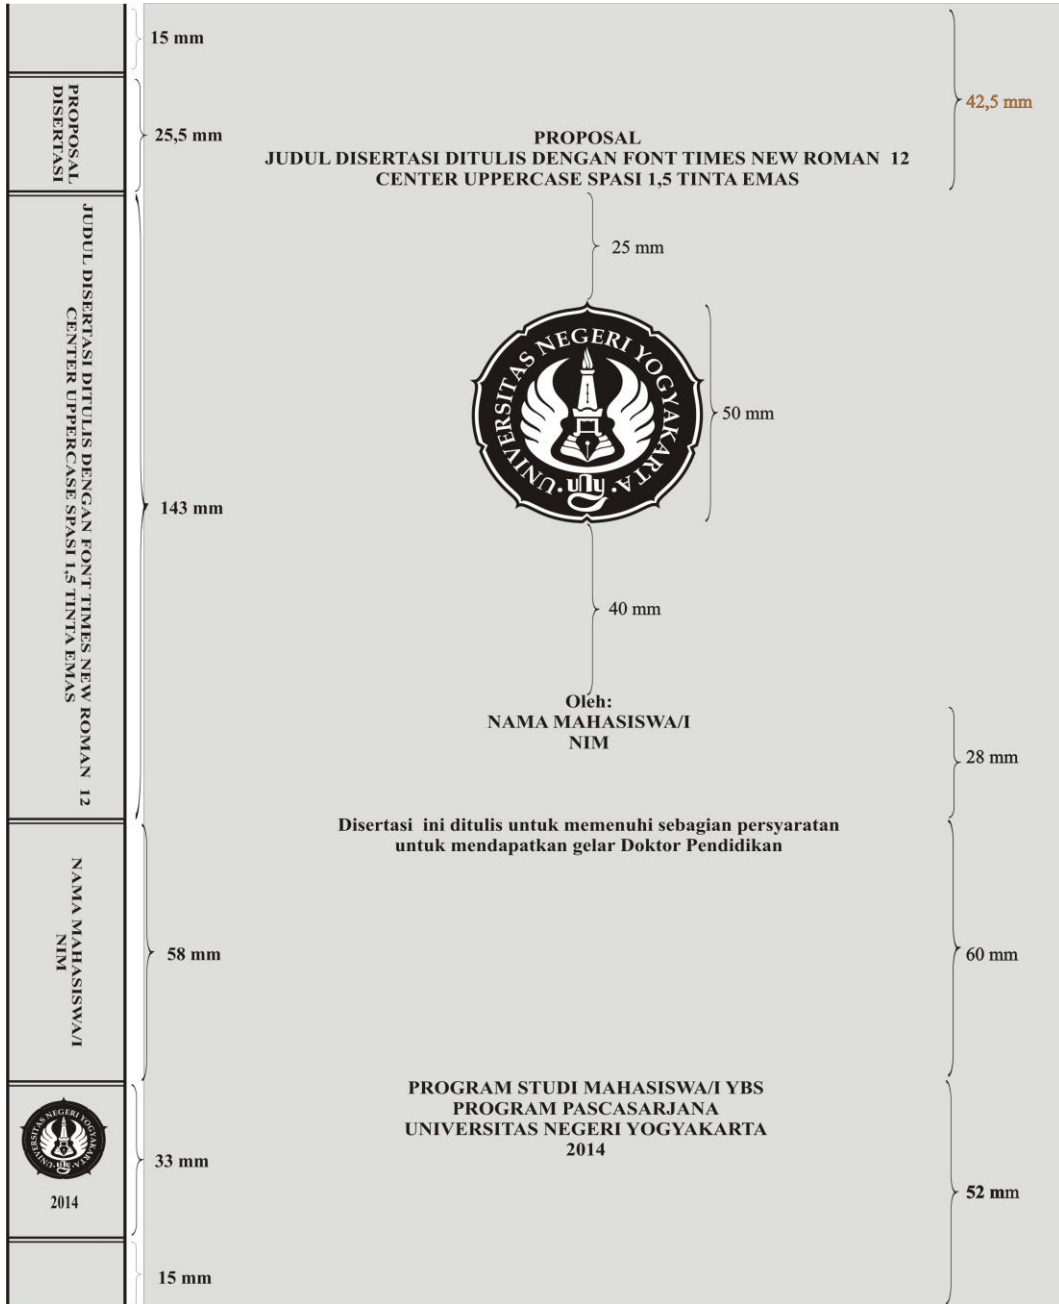 15 mm
PROPOSAL
DISERTASI
25,5 mm
JUDUL DISERTASI DITULIS DENGAN FONT TIMES NEW ROMAN 12
CENTER UPPERCASE SPASI 1,5 TINTA EMAS
143 mm
NAMA MAHASISWA/I
NIM
58 mm
UNIVERSITAS NEGERI YOGYAKARTA
uny
2014
33 mm
15 mm
42,5 mm
PROPOSAL
JUDUL DISERTASI DITULIS DENGAN FONT TIMES NEW ROMAN 12
CENTER UPPERCASE SPASI 1,5 TINTA EMAS
25 mm
UNIVERSITAS NEGERI YOGYAKARTA
uny
50 mm
40 mm
Oleh:
NAMA MAHASISWA/I
NIM
28 mm
Disertasi ini ditulis untuk memenuhi sebagian persyaratan
untuk mendapatkan gelar Doktor Pendidikan
60 mm
PROGRAM STUDI MAHASISWA/I YBS
PROGRAM PASCASARJANA
UNIVERSITAS NEGERI YOGYAKARTA
2014
52 mm